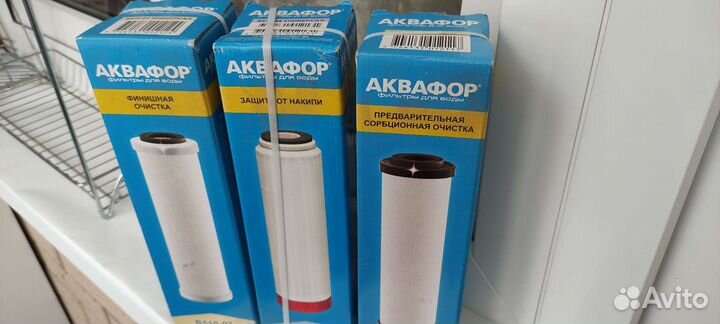 АКВАФОР®
ФИЛЬТРЫ ДЛЯ ВОДЫ
ФИНИШНАЯ
ОЧИСТКА
АКВАФОР®
ФИЛЬТРЫ ДЛЯ ВОДЫ
ЗАЩИТА ОТ НАКИПИ
АКВАФОР®
ФИЛЬТРЫ ДЛЯ ВОДЫ
ПРЕДВАРИТЕЛЬНАЯ
СОРБЦИОННАЯ ОЧИСТКА
Avito